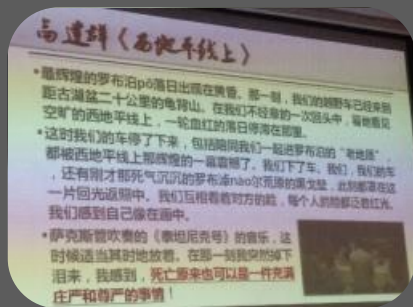 高建群《西地平线上》
•最辉煌的罗布泊pō落日出现在黄昏。那一刻，我们的越野车已经来到
距古湖盆二十公里的龟背山。在我们不经意的一次回头中，蓦地看见
空旷的西地平线上，一轮血红的落日停滞在那里。
•这时我们的车停了下来，包括陪同我们一起进罗布泊的“老地质”，
都被西地平线上那辉煌的一幕震撼了。我们下了车。我们，我们的车
，还有刚才那死气沉沉的罗布淖nào尔荒原的黑戈壁，此刻都罩在这
一片回光返照中。我们互相看着对方的脸，每个人的脸都泛着红光。
我们感到自己像在画中。
•萨克斯管吹奏的《泰坦尼克号》的音乐，这
时候适当其时地放着。在那一刻我突然掉下
泪来，我感到，死亡原来也可以是一件充满
庄严和尊严的事情！